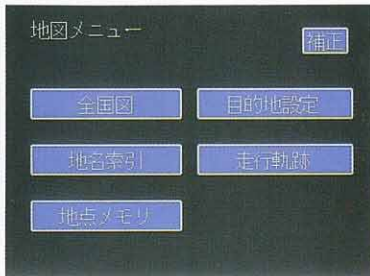 地図メニュー
補正
全国図
目的地設定
地名索引
走行軌跡
地点メモリ